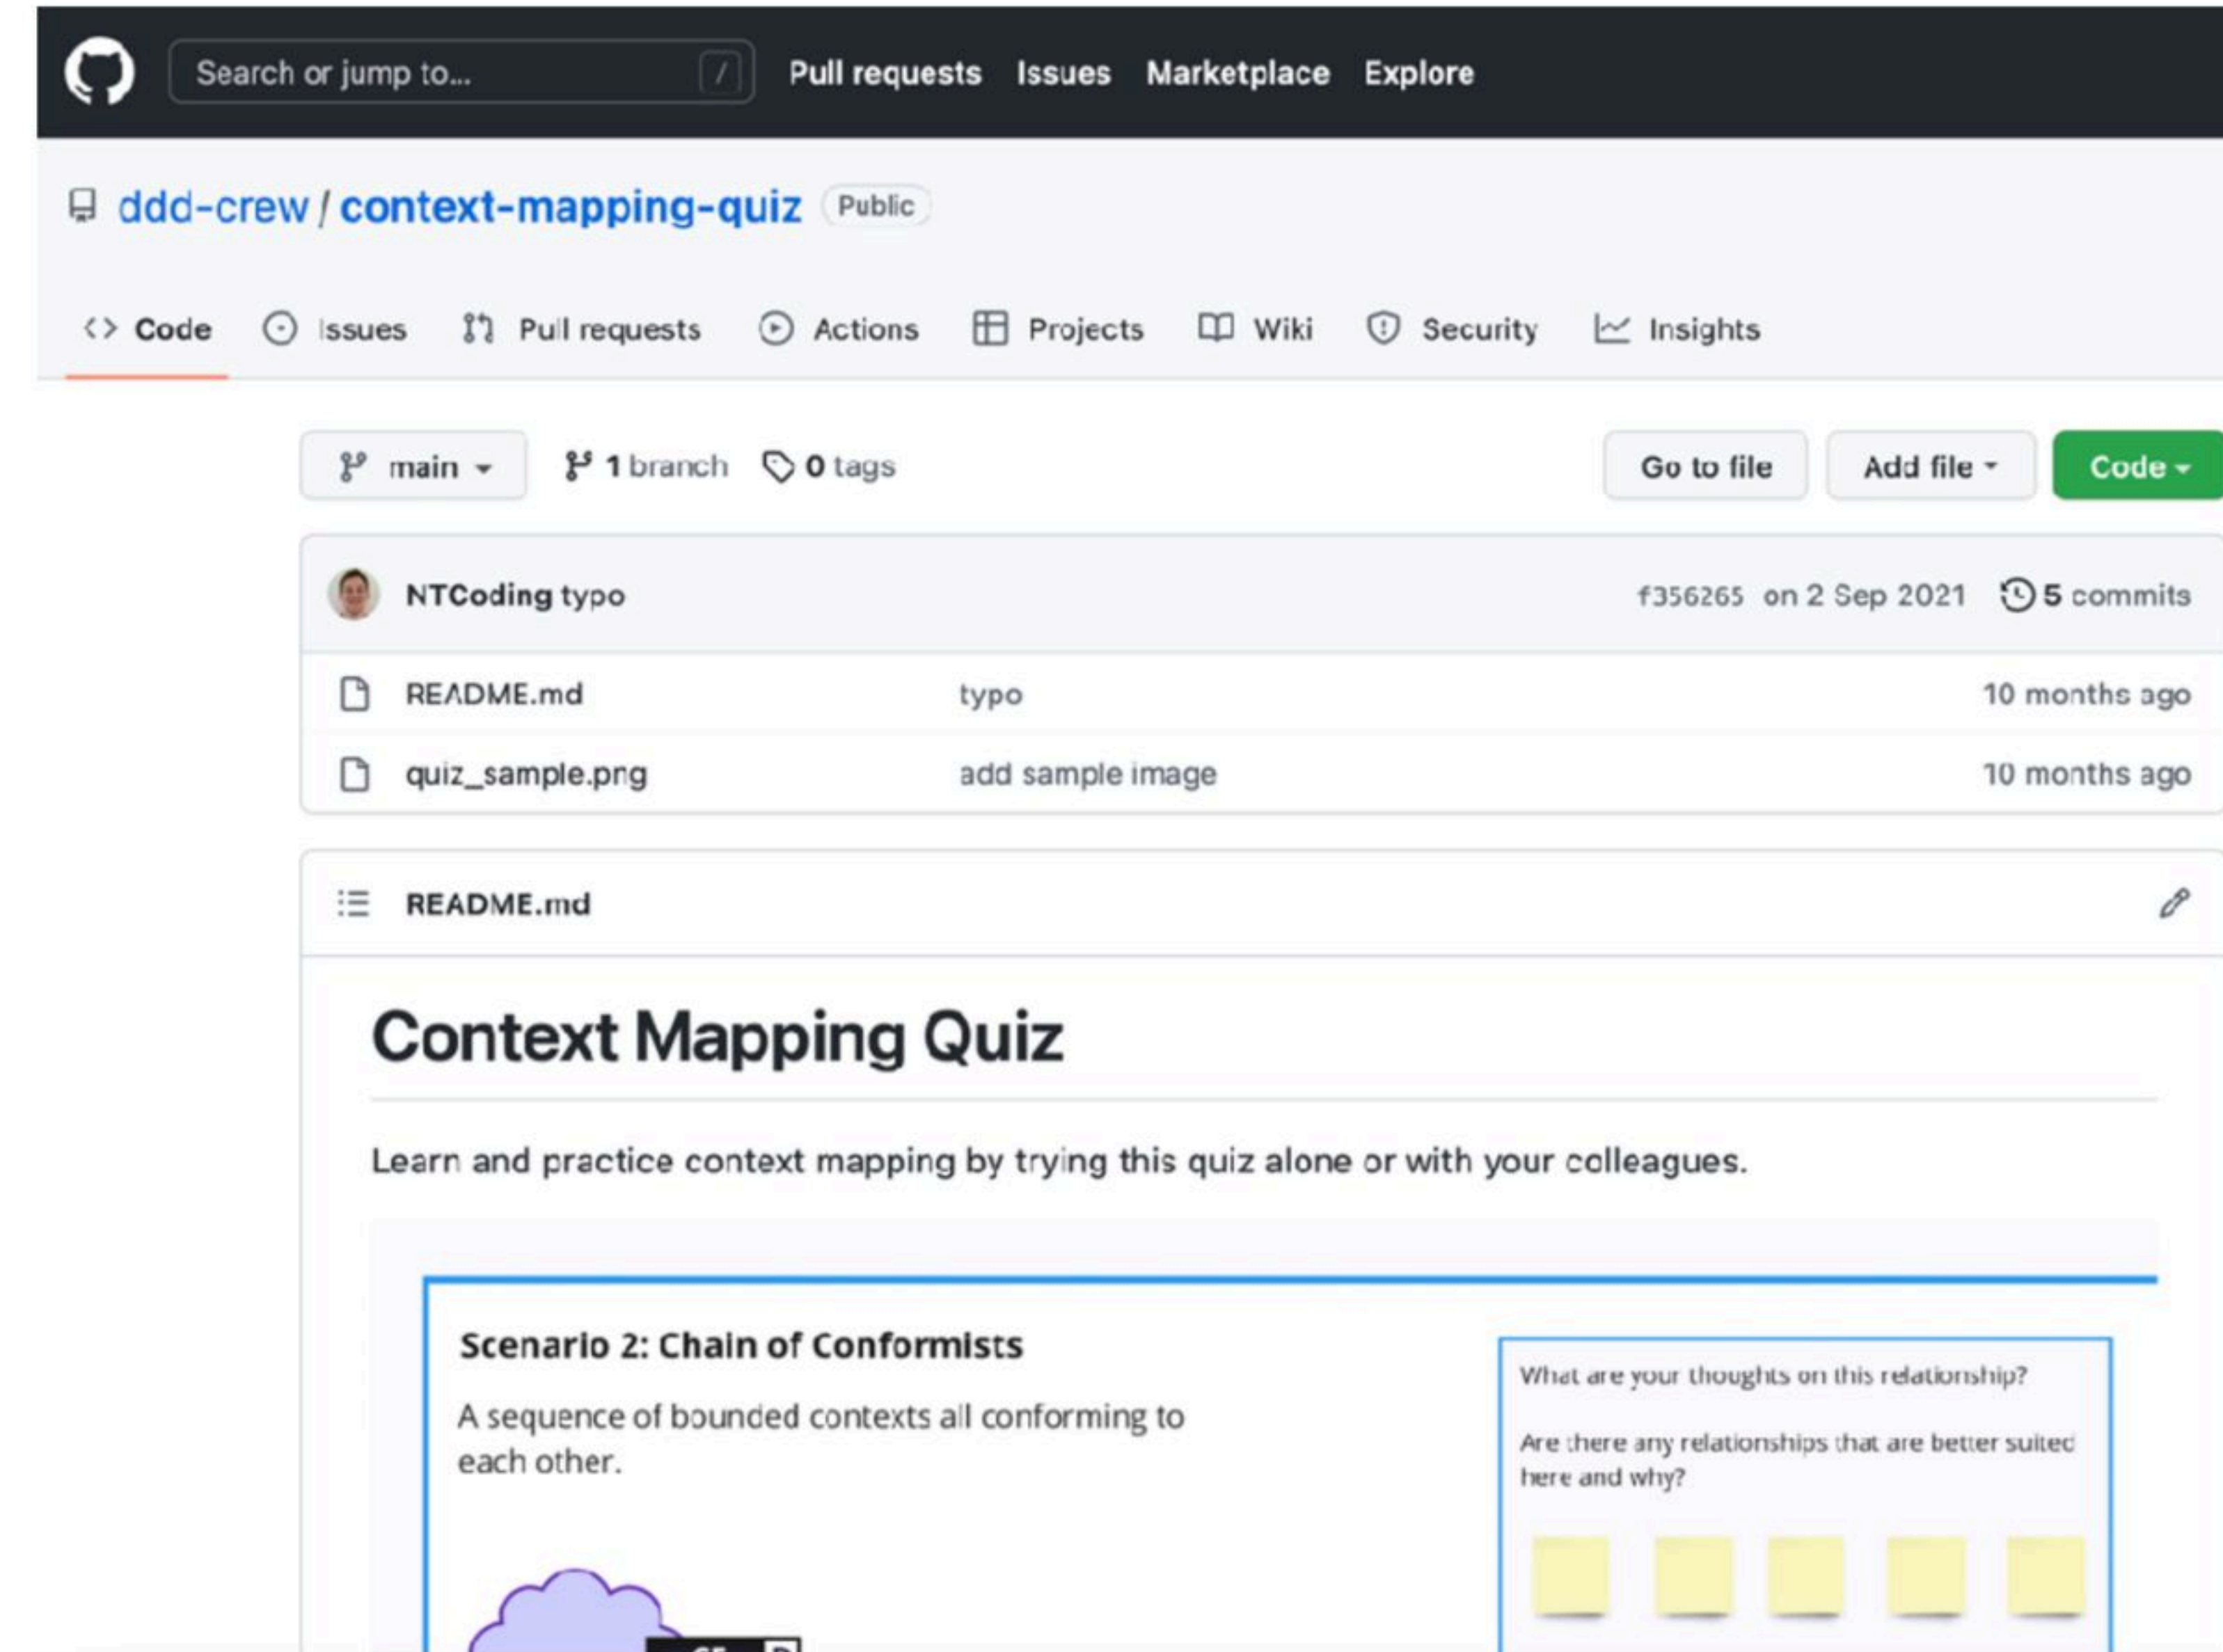 Search or jump to... / Pull requests Issues Marketplace Explore
ddd-crew / context-mapping-quiz Public
<> Code Issues Pull requests Actions Projects Wiki Security Insights
main 1 branch 0 tags Go to file Add file Code
NTCoding typo f356265 on 2 Sep 2021 5 commits
README.md typo 10 months ago
quiz_sample.png add sample image 10 months ago
README.md
Context Mapping Quiz
Learn and practice context mapping by trying this quiz alone or with your colleagues.
Scenario 2: Chain of Conformists
A sequence of bounded contexts all conforming to
each other.
What are your thoughts on this relationship?
Are there any relationships that are better suited
here and why?